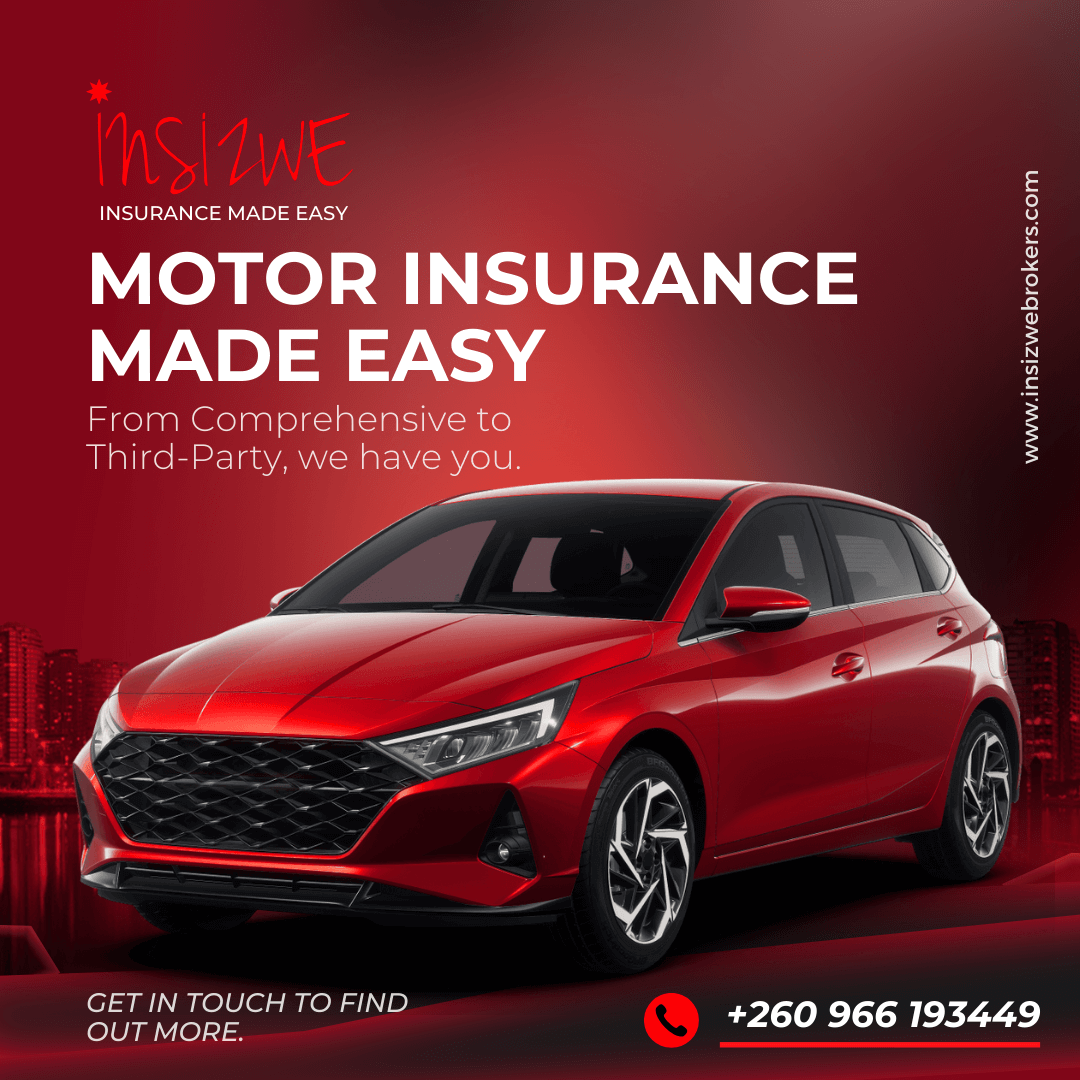 insizwe
INSURANCE MADE EASY
MOTOR INSURANCE
MADE EASY
From Comprehensive to
Third-Party, we have you.
www.insizwebrokers.com
GET IN TOUCH TO FIND
OUT MORE.
+260 966 193449